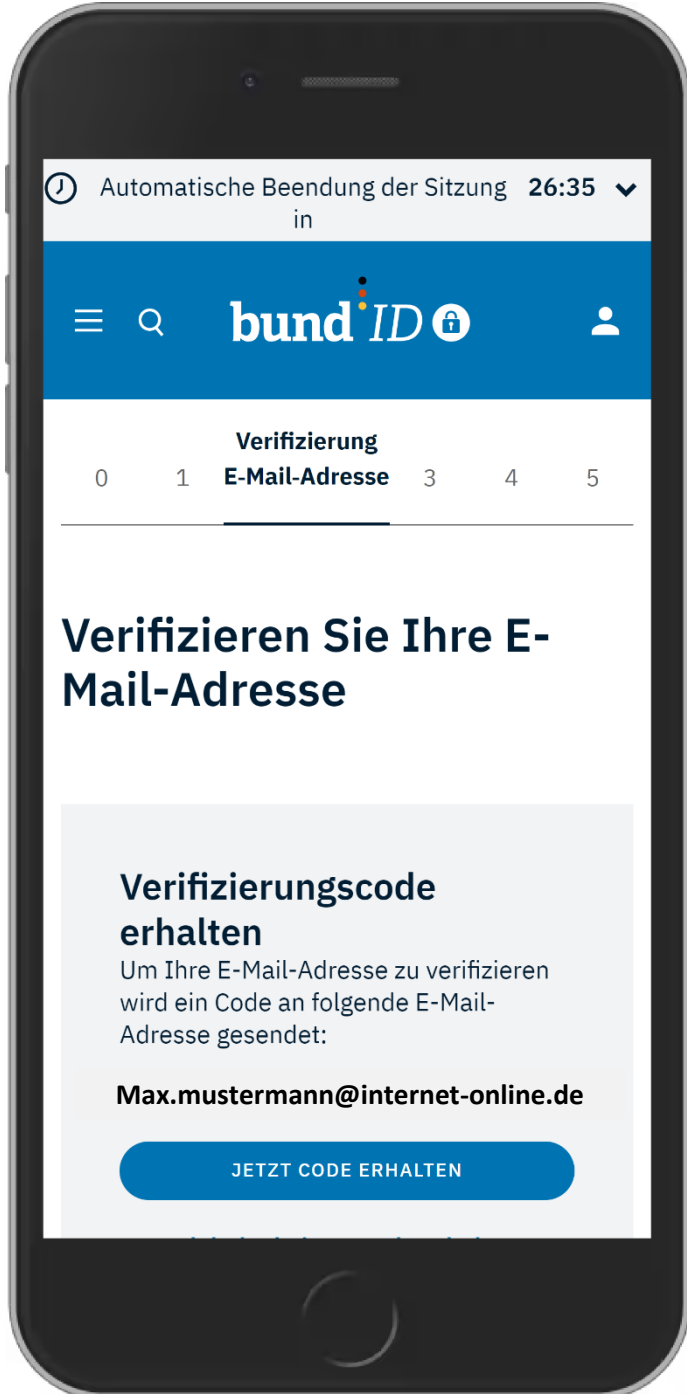 Automatische Beendung der Sitzung 26:35
in
bund ID
Verifizierung
0 1 E-Mail-Adresse 3 4 5
Verifizieren Sie Ihre E-
Mail-Adresse
Verifizierungscode
erhalten
Um Ihre E-Mail-Adresse zu verifizieren
wird ein Code an folgende E-Mail-
Adresse gesendet:
Max.mustermann@internet-online.de
JETZT CODE ERHALTEN